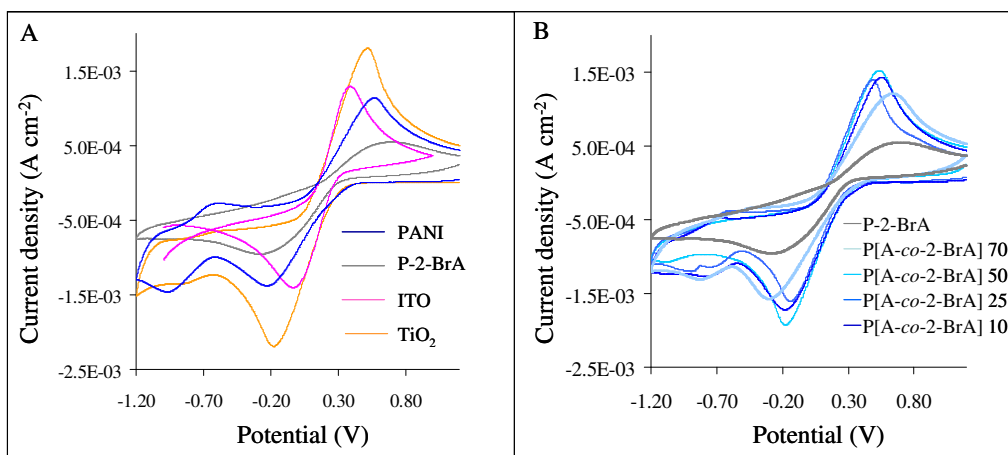 A
Current density (A cm⁻²)
1.5E-03
5.0E-04
-5.0E-04
-1.5E-03
-2.5E-03
PANI
P-2-BrA
ITO
TiO₂
-1.20 -0.70 -0.20 0.30 0.80
Potential (V)
B
Current density (A cm⁻²)
1.5E-03
5.0E-04
-5.0E-04
-1.5E-03
-2.5E-03
P-2-BrA
P[A-co-2-BrA] 70
P[A-co-2-BrA] 50
P[A-co-2-BrA] 25
P[A-co-2-BrA] 10
-1.20 -0.70 -0.20 0.30 0.80
Potential (V)